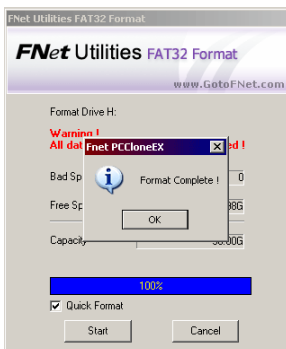 FNet Utilities FAT32 Format
FNet Utilities FAT32 Format
www.GotoFNet.com
Format Drive H:
Warning !
All dat
d !
Fnet PCCloneEX
Format Complete !
OK
Bad Sp
0
Free Sp
98G
Capacity
100%
Quick Format
Start
Cancel